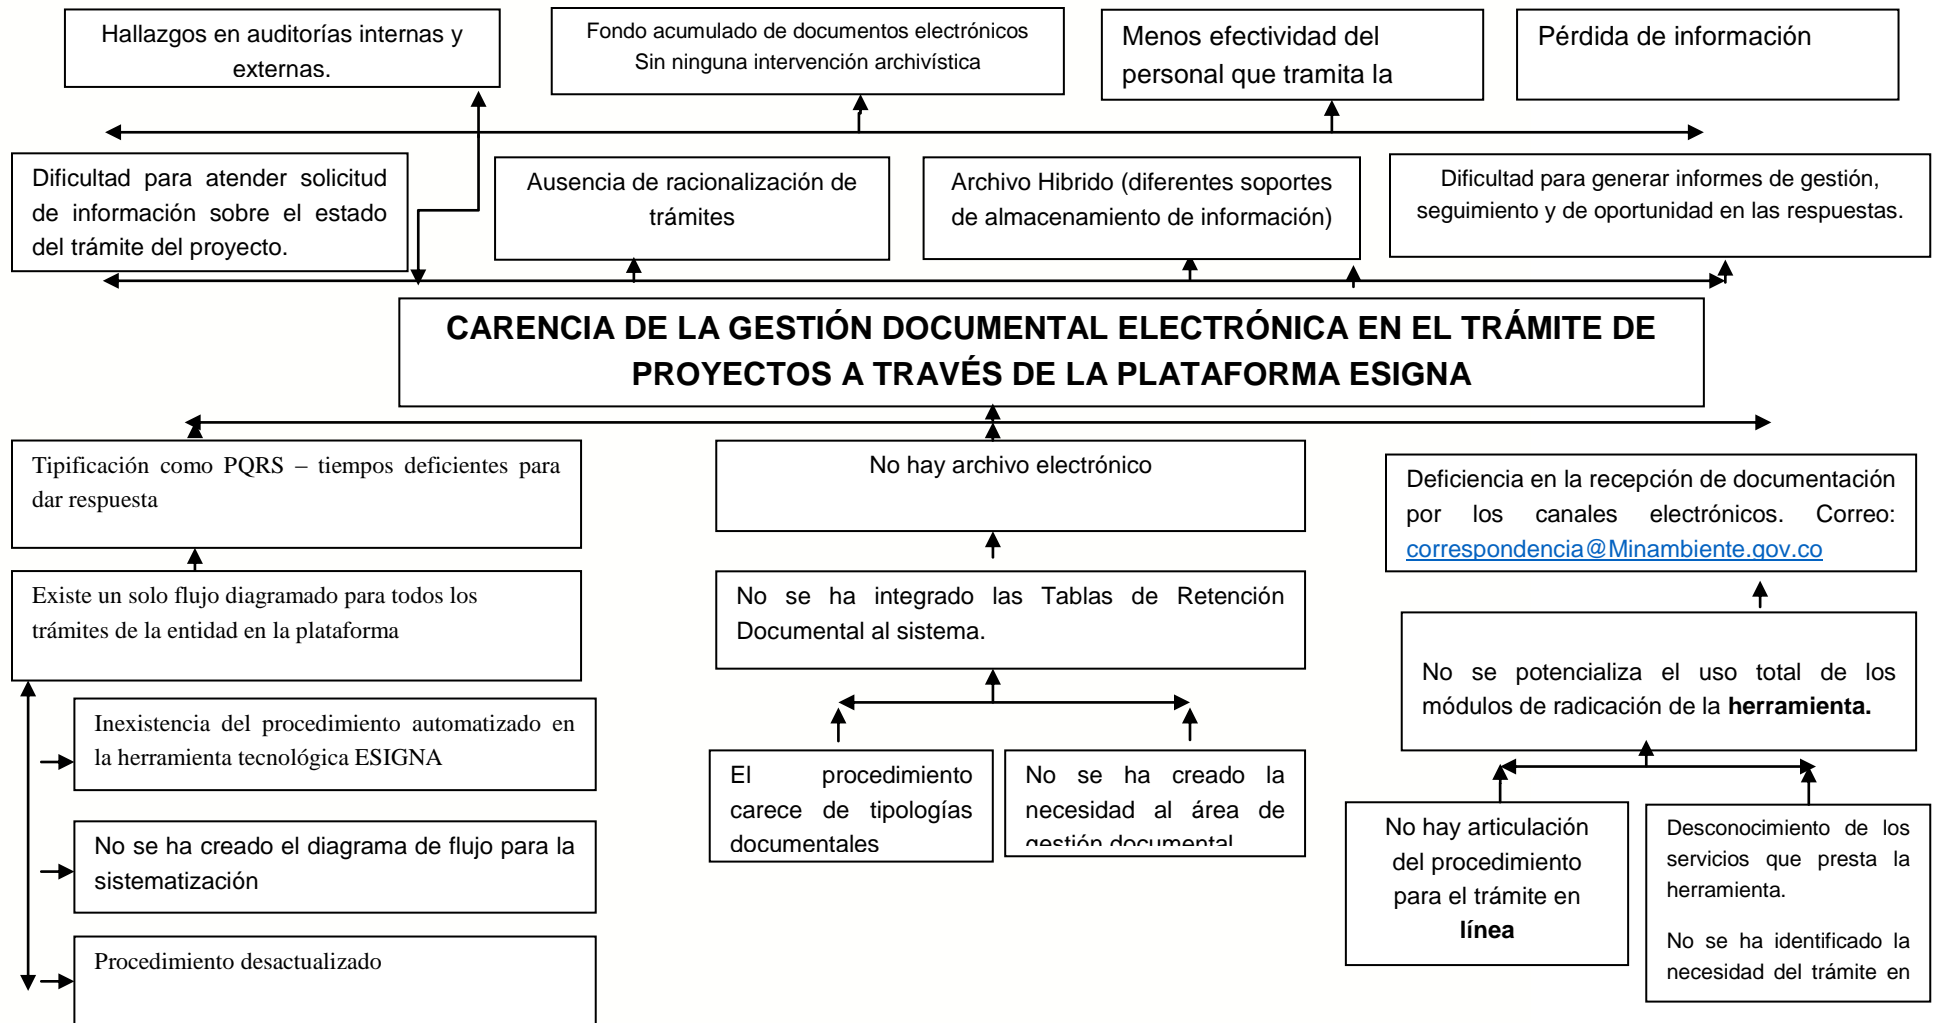 Hallazgos en auditorías internas y
externas.
Fondo acumulado de documentos electrónicos
Sin ninguna intervención archivística
Menos efectividad del
personal que tramita la
Pérdida de información
Dificultad para atender solicitud
de información sobre el estado
del trámite del proyecto.
Ausencia de racionalización de
trámites
Archivo Hibrido (diferentes soportes
de almacenamiento de información)
Dificultad para generar informes de gestión,
seguimiento y de oportunidad en las respuestas.
CARENCIA DE LA GESTIÓN DOCUMENTAL ELECTRÓNICA EN EL TRÁMITE DE
PROYECTOS A TRAVÉS DE LA PLATAFORMA ESIGNA
Tipificación como PQRS – tiempos deficientes para
dar respuesta
No hay archivo electrónico
Deficiencia en la recepción de documentación
por los canales electrónicos. Correo:
correspondencia@Minambiente.gov.co
Existe un solo flujo diagramado para todos los
trámites de la entidad en la plataforma
No se ha integrado las Tablas de Retención
Documental al sistema.
No se potencializa el uso total de los
módulos de radicación de la herramienta.
Inexistencia del procedimiento automatizado en
la herramienta tecnológica ESIGNA
No se ha creado el diagrama de flujo para la
sistematización
Procedimiento desactualizado
El procedimiento
carece de tipologías
documentales
No se ha creado la
necesidad al área de
gestión documental
No hay articulación
del procedimiento
para el trámite en
línea
Desconocimiento de los
servicios que presta la
herramienta.
No se ha identificado la
necesidad del trámite en